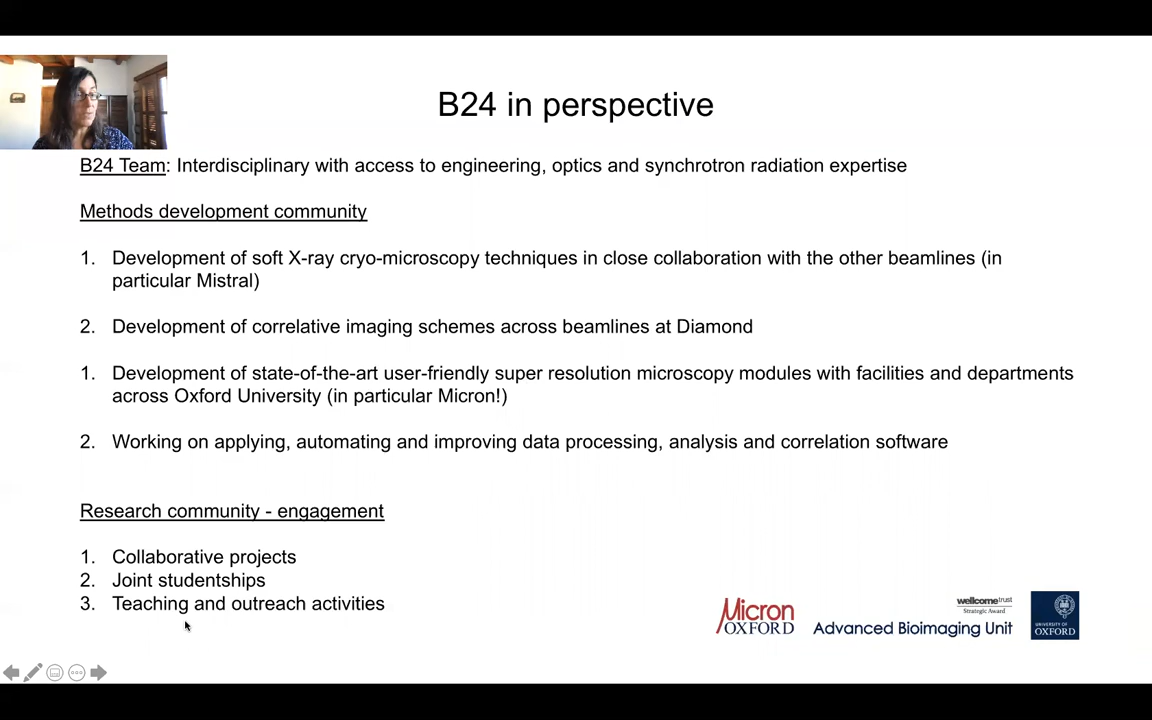 B24 in perspective
B24 Team: Interdisciplinary with access to engineering, optics and synchrotron radiation expertise
Methods development community
1. Development of soft X-ray cryo-microscopy techniques in close collaboration with the other beamlines (in
particular Mistral)
2. Development of correlative imaging schemes across beamlines at Diamond
1. Development of state-of-the-art user-friendly super resolution microscopy modules with facilities and departments
across Oxford University (in particular Micron!)
2. Working on applying, automating and improving data processing, analysis and correlation software
Research community - engagement
1. Collaborative projects
2. Joint studentships
3. Teaching and outreach activities
Micron
OXFORD
wellcome trust
Strategic Award
Advanced Bioimaging Unit
UNIVERSITY OF
OXFORD